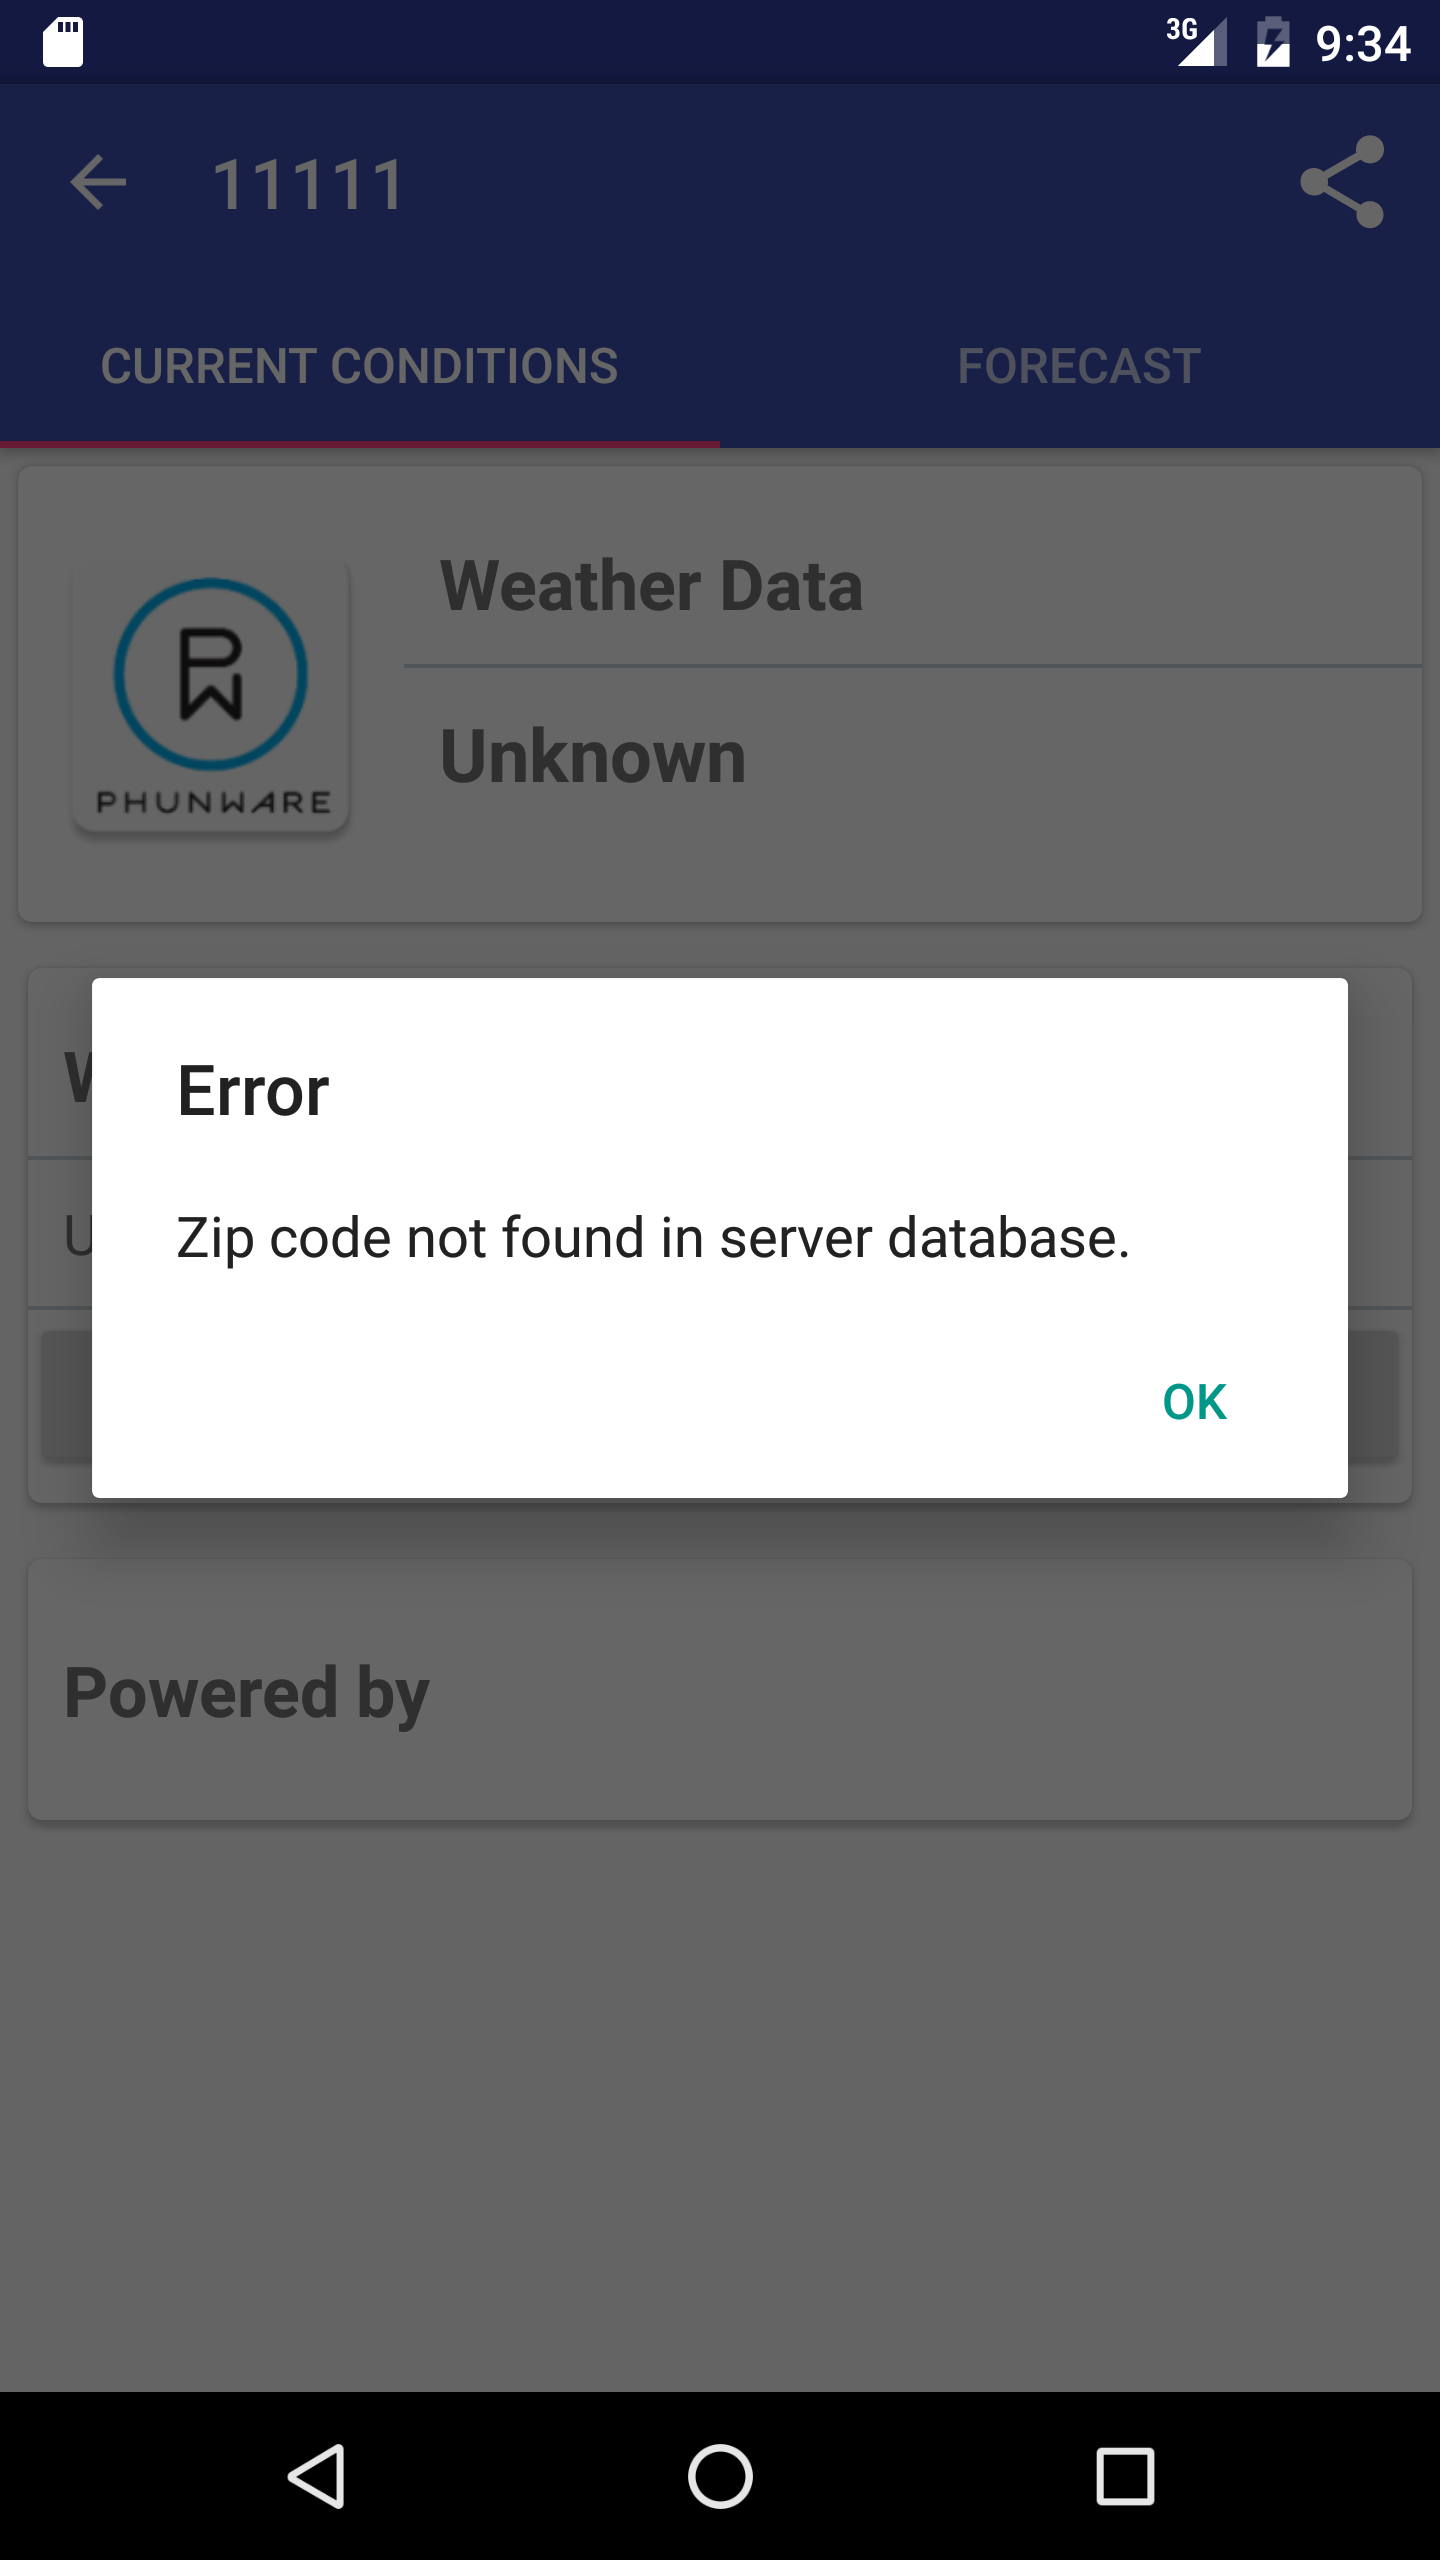 3G 9:34
11111
CURRENT CONDITIONS FORECAST
Weather Data
PW
PHUNWARE
Unknown
Error
Zip code not found in server database.
OK
Powered by